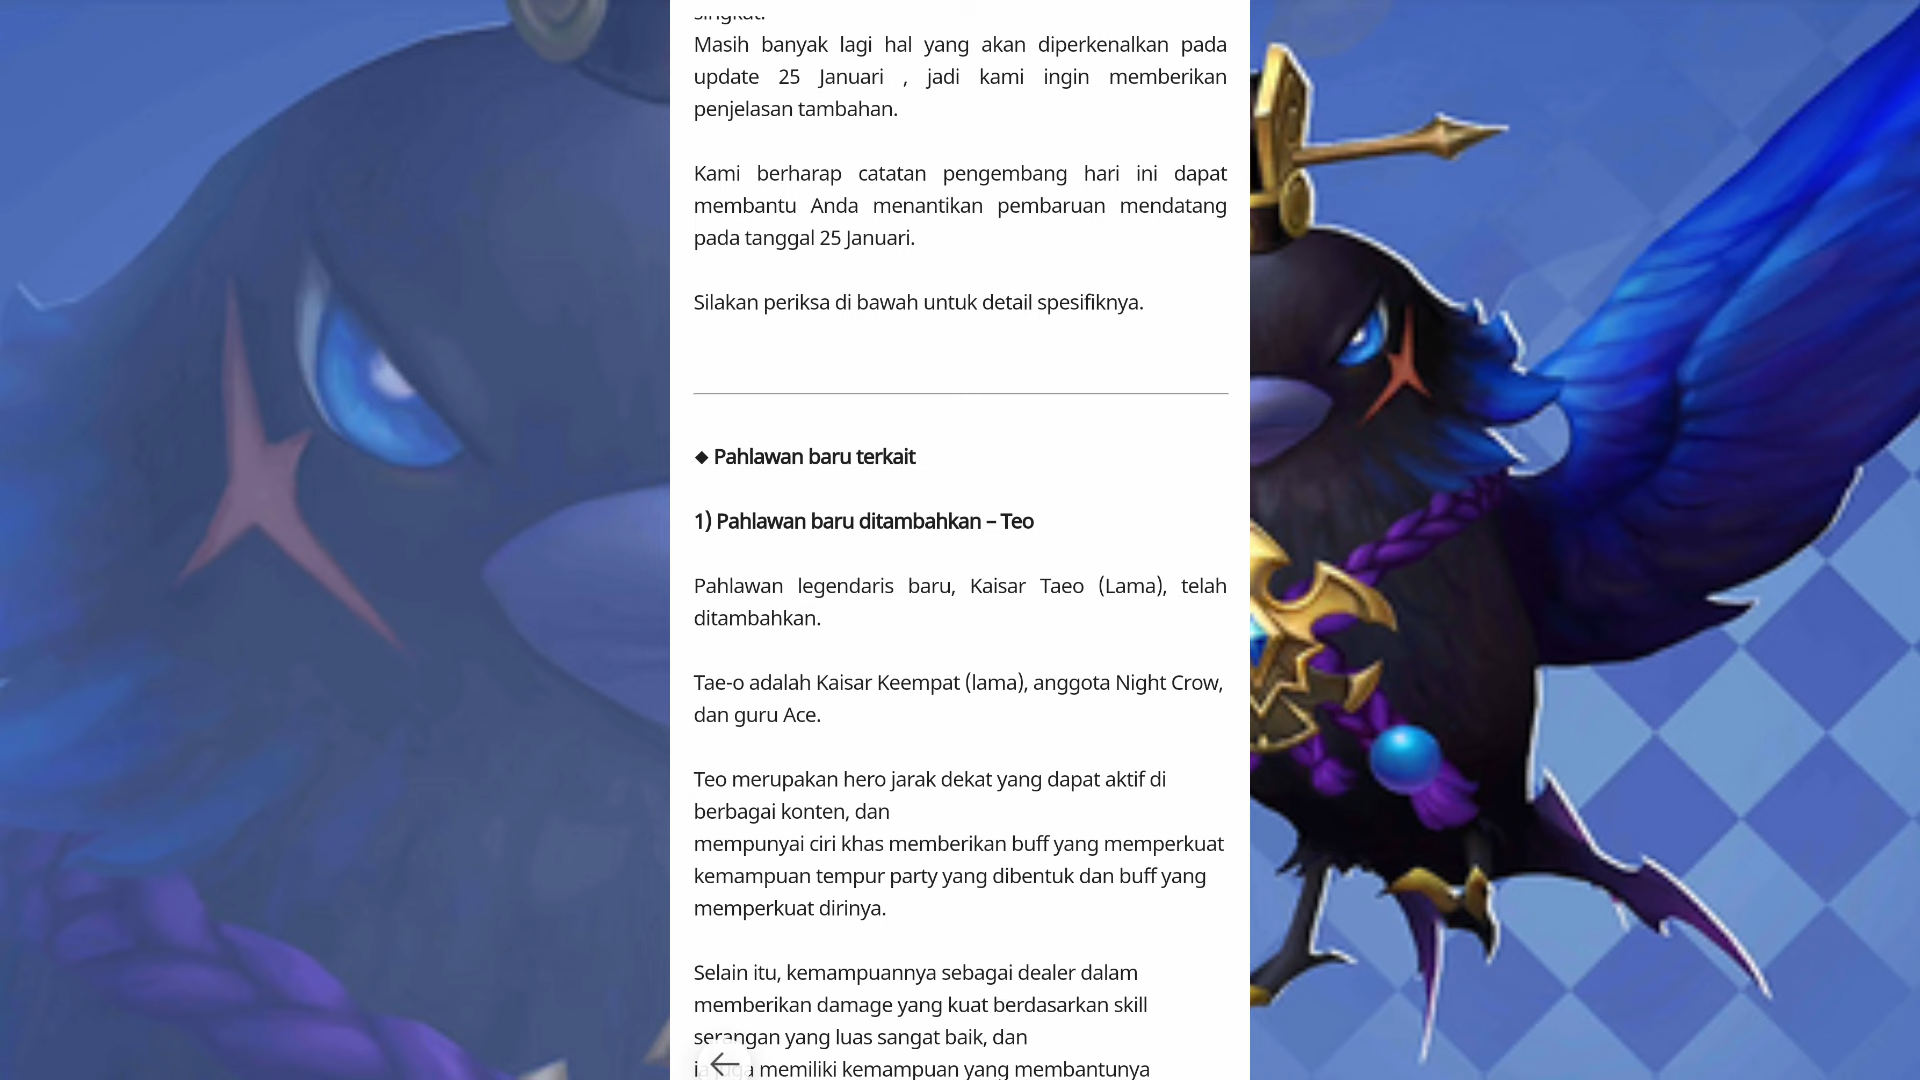 singkat.
Masih banyak lagi hal yang akan diperkenalkan pada
update 25 Januari , jadi kami ingin memberikan
penjelasan tambahan.
Kami berharap catatan pengembang hari ini dapat
membantu Anda menantikan pembaruan mendatang
pada tanggal 25 Januari.
Silakan periksa di bawah untuk detail spesifiknya.
◆ Pahlawan baru terkait
1) Pahlawan baru ditambahkan – Teo
Pahlawan legendaris baru, Kaisar Taeo (Lama), telah
ditambahkan.
Tae-o adalah Kaisar Keempat (lama), anggota Night Crow,
dan guru Ace.
Teo merupakan hero jarak dekat yang dapat aktif di
berbagai konten, dan
mempunyai ciri khas memberikan buff yang memperkuat
kemampuan tempur party yang dibentuk dan buff yang
memperkuat dirinya.
Selain itu, kemampuannya sebagai dealer dalam
memberikan damage yang kuat berdasarkan skill
serangan yang luas sangat baik, dan
ia juga memiliki kemampuan yang membantunya